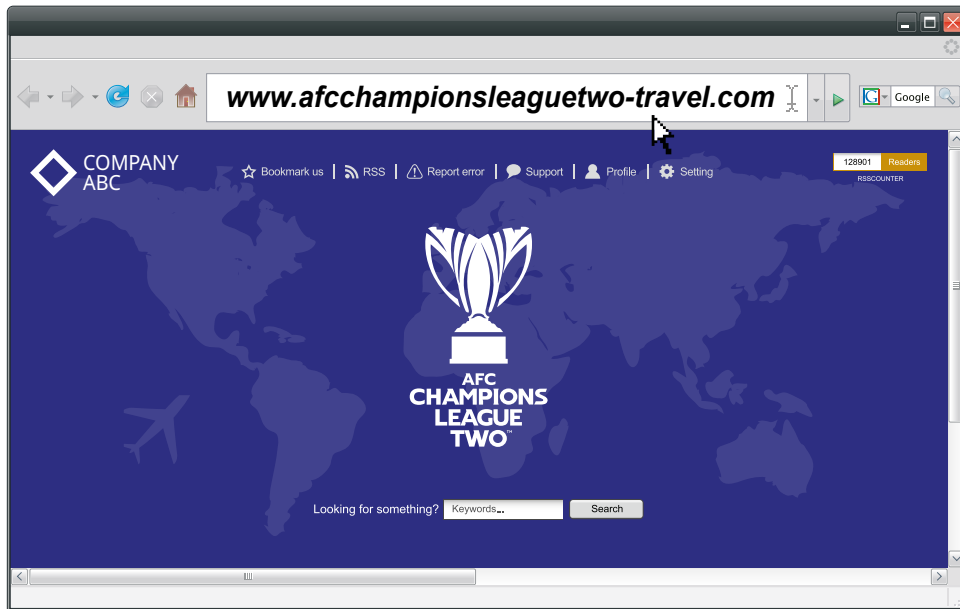 www.afcchampionsleaguetwo-travel.com
G Google
COMPANY
ABC
Bookmark us | RSS | Report error | Support | Profile | Setting
128901 Readers
RSSCOUNTER
AFC
CHAMPIONS
LEAGUE
TWO™
Looking for something? Keywords... Search